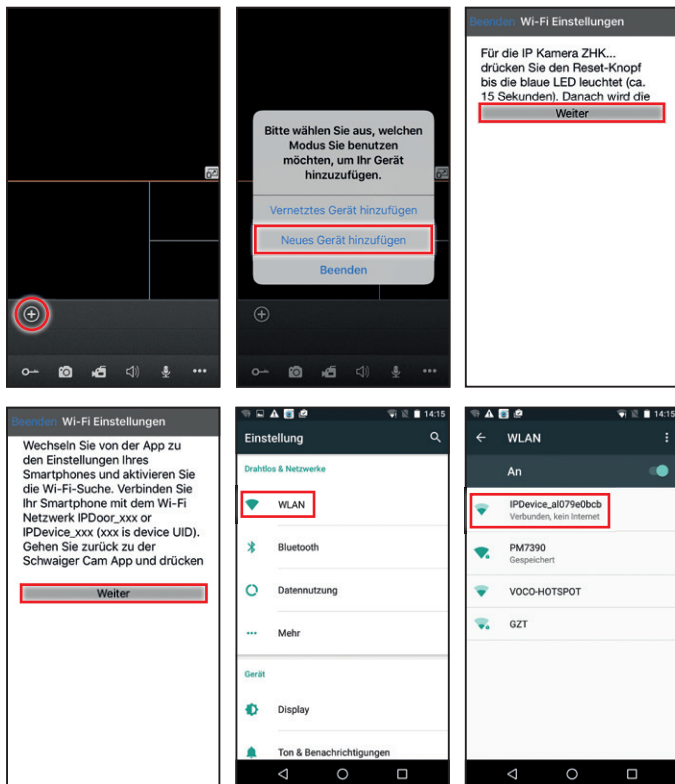 Bitte wählen Sie aus, welchen
Modus Sie benutzen
möchten, um Ihr Gerät
hinzuzufügen.
Vernetztes Gerät hinzufügen
Neues Gerät hinzufügen
Beenden
Beenden Wi-Fi Einstellungen
Für die IP Kamera ZHK...
drücken Sie den Reset-Knopf
bis die blaue LED leuchtet (ca.
15 Sekunden). Danach wird die
Weiter
Beenden Wi-Fi Einstellungen
Wechseln Sie von der App zu
den Einstellungen Ihres
Smartphones und aktivieren Sie
die Wi-Fi-Suche. Verbinden Sie
Ihr Smartphone mit dem Wi-Fi
Netzwerk IPDoor_xxx or
IPDevice_xxx (xxx is device UID).
Gehen Sie zurück zu der
Schwaiger Cam App und drücken
Weiter
14:15
Einstellung
Drahtlos & Netzwerke
WLAN
Bluetooth
Datennutzung
Mehr
Gerät
Display
Ton & Benachrichtigungen
14:15
WLAN
An
IPDevice_al079e0bcb
Verbunden, kein Internet
PM7390
Gespeichert
VOCO-HOTSPOT
GZT